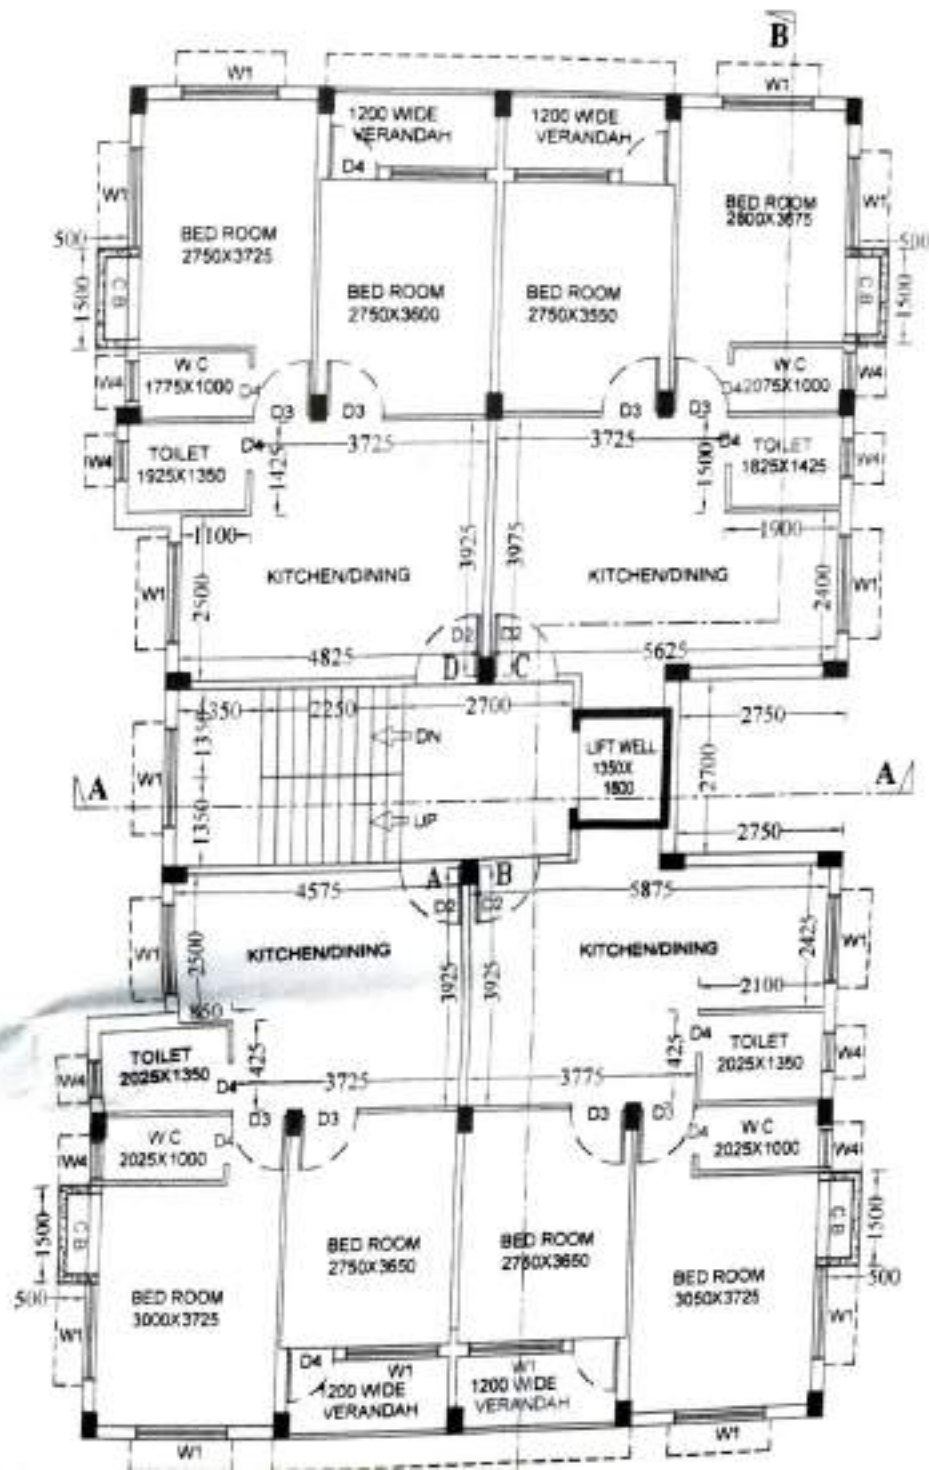 B
W1
W1
1200 WIDE
VERANDAH
1200 WIDE
VERANDAH
D4
W1
W1
BED ROOM
2750X3725
BED ROOM
2800X3675
500
500
1500
CB
BED ROOM
2750X3600
BED ROOM
2750X3550
CB
1500
W4
W.C
1775X1000
D4
D3
D3
D3
D3
D4
W.C
2075X1000
W4
W4
TOILET
1925X1350
D4
1425
3725
3725
1500
D4
TOILET
1825X1425
W4
1100
3925
3975
1900
W1
2500
KITCHEN/DINING
KITCHEN/DINING
2400
W1
D2
D2
4825
D
C
5625
1350
2250
2700
2750
1350
DN
LIFT WELL
1350X
1800
2700
W1
A
A
1350
UP
2750
4575
A
B
5875
D2
D2
W1
2500
KITCHEN/DINING
3925
3925
KITCHEN/DINING
2425
W1
2100
850
TOILET
2025X1350
D4
425
3725
3775
425
D4
TOILET
2025X1350
W4
W4
D3
D3
D3
D3
W4
W.C
2025X1000
D4
D4
W.C
2025X1000
W4
1500
CB
BED ROOM
2750X3650
BED ROOM
2750X3650
CB
1500
500
BED ROOM
3000X3725
BED ROOM
3050X3725
500
W1
W1
D4
W1
W1
1200 WIDE
VERANDAH
1200 WIDE
VERANDAH
W1
W1